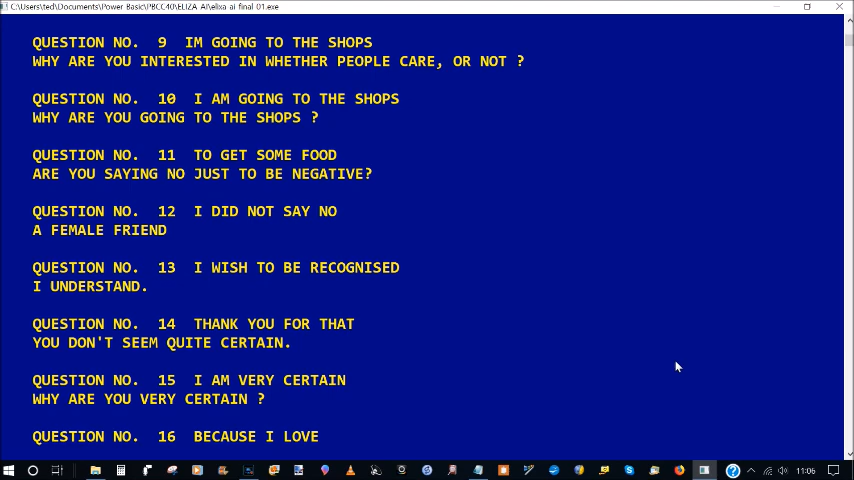 C:\Users\ted\Documents\Power Basic\PBCC40\ELIZA AI\elixa ai final 01.exe
QUESTION NO. 9 IM GOING TO THE SHOPS
WHY ARE YOU INTERESTED IN WHETHER PEOPLE CARE, OR NOT ?
QUESTION NO. 10 I AM GOING TO THE SHOPS
WHY ARE YOU GOING TO THE SHOPS ?
QUESTION NO. 11 TO GET SOME FOOD
ARE YOU SAYING NO JUST TO BE NEGATIVE?
QUESTION NO. 12 I DID NOT SAY NO
A FEMALE FRIEND
QUESTION NO. 13 I WISH TO BE RECOGNISED
I UNDERSTAND.
QUESTION NO. 14 THANK YOU FOR THAT
YOU DON'T SEEM QUITE CERTAIN.
QUESTION NO. 15 I AM VERY CERTAIN
WHY ARE YOU VERY CERTAIN ?
QUESTION NO. 16 BECAUSE I LOVE
11:06